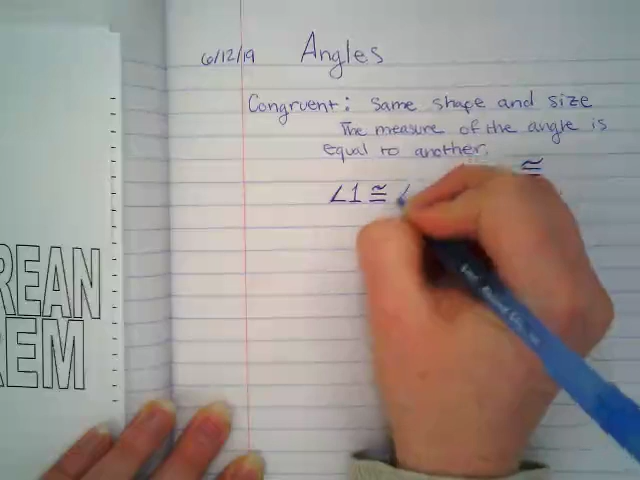 6/12/19 Angles
Congruent: Same shape and size
The measure of the angle is
equal to another.
≅
∠1 ≅ ∠
REAN
REM